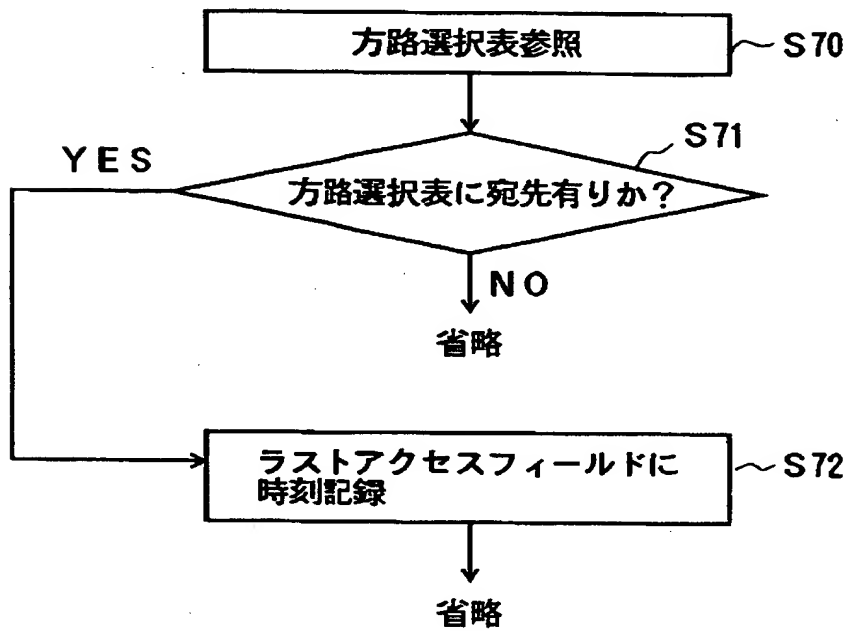 方路選択表参照
S70
S71
YES
方路選択表に宛先有りか?
NO
省略
ラストアクセスフィールドに
時刻記録
S72
省略